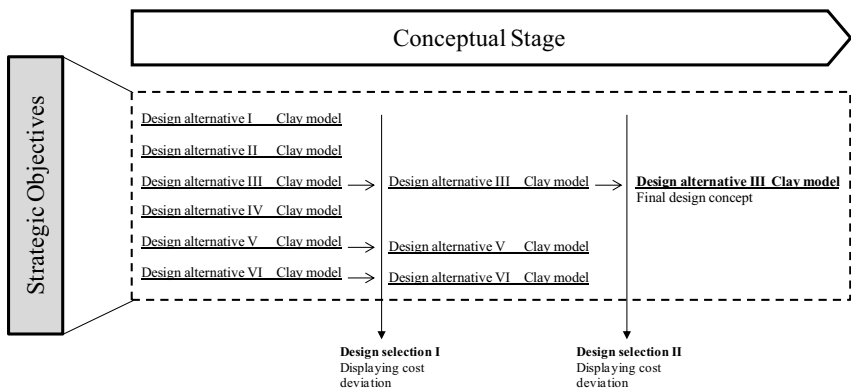 Conceptual Stage
Strategic Objectives
Design alternative I Clay model
Design alternative II Clay model
Design alternative III Clay model
Design alternative IV Clay model
Design alternative V Clay model
Design alternative VI Clay model
Design alternative III Clay model
Design alternative V Clay model
Design alternative VI Clay model
Design alternative III Clay model
Final design concept
Design selection I
Displaying cost
deviation
Design selection II
Displaying cost
deviation